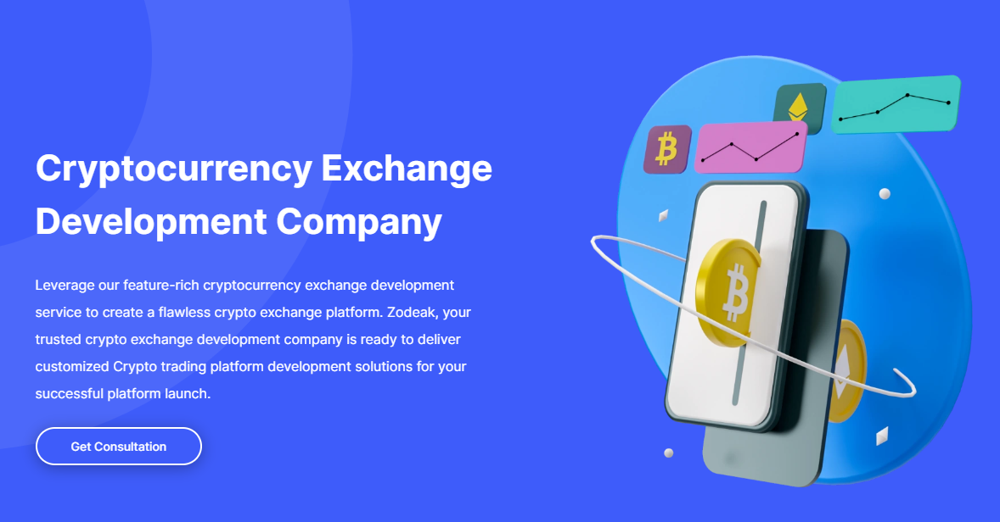 Cryptocurrency Exchange
Development Company
Leverage our feature-rich cryptocurrency exchange development
service to create a flawless crypto exchange platform. Zodeak, your
trusted crypto exchange development company is ready to deliver
customized Crypto trading platform development solutions for your
successful platform launch.
Get Consultation